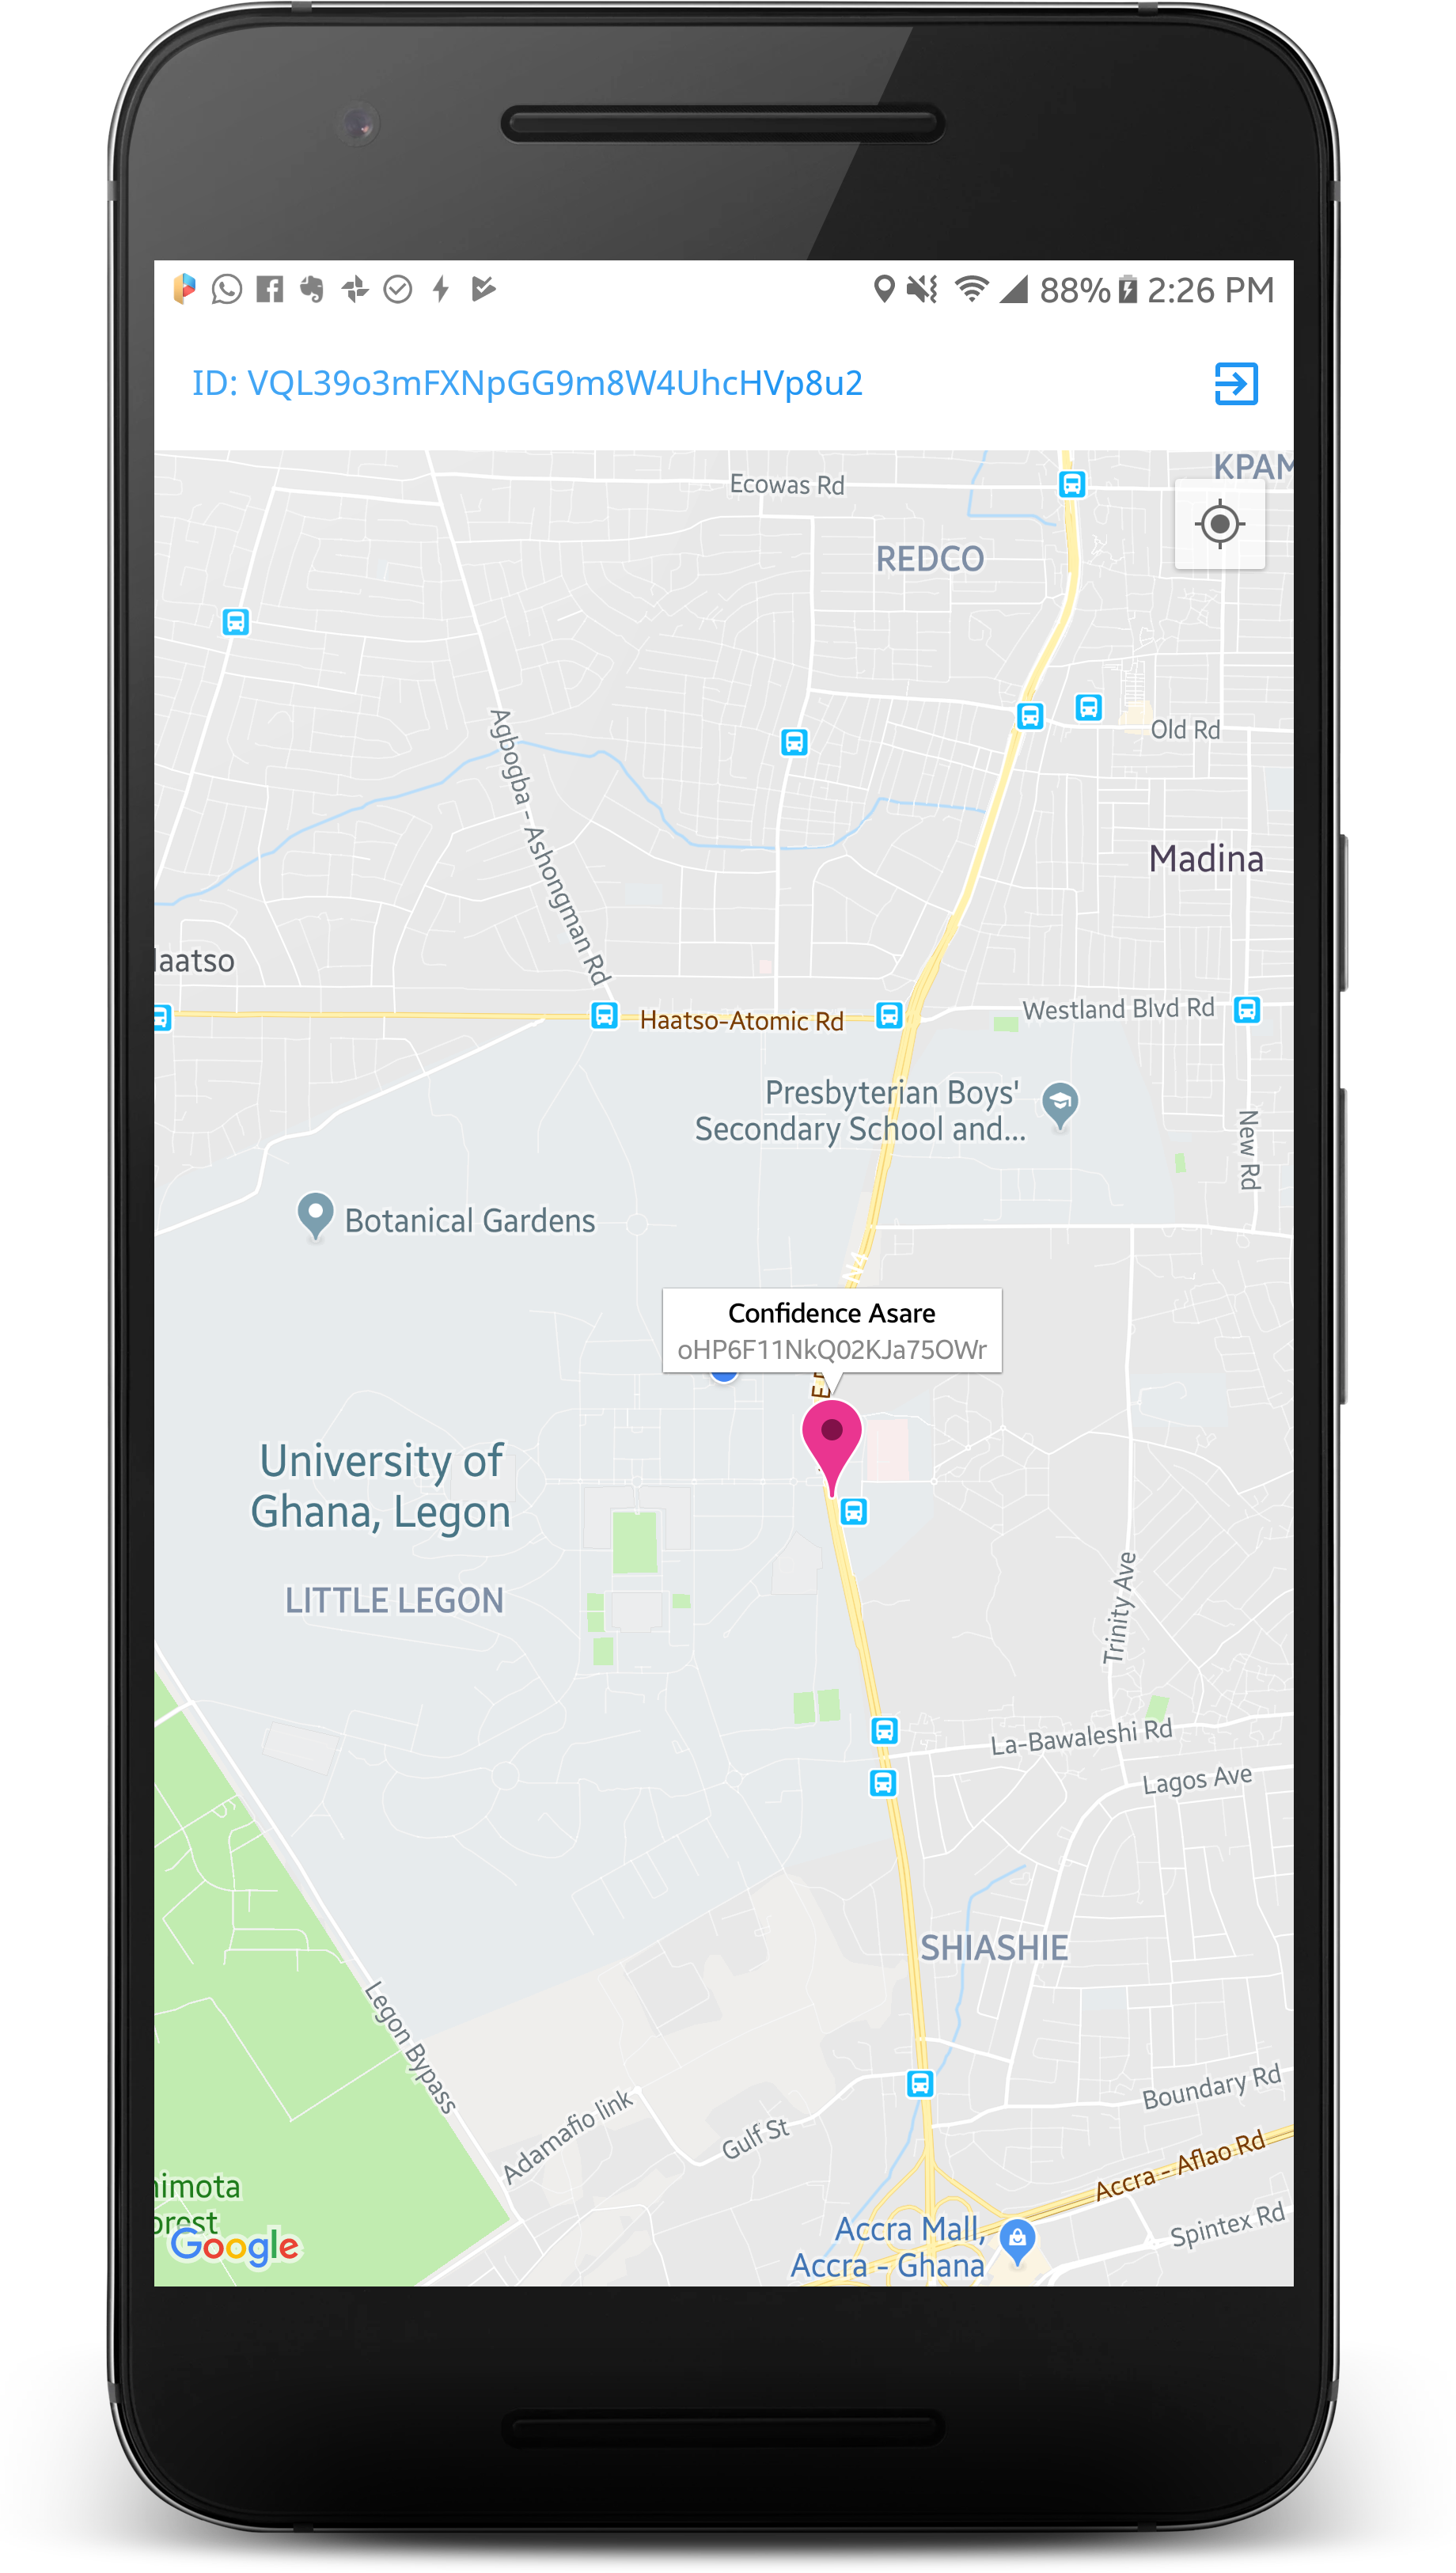 88% 2:26 PM
ID: VQL39o3mFXNpGG9m8W4UhcHVp8u2
KPAM
Ecowas Rd
REDCO
Old Rd
Agbogba - Ashongman Rd
Madina
aatso
Haatso-Atomic Rd
Westland Blvd Rd
Presbyterian Boys'
Secondary School and...
New Rd
Botanical Gardens
N4
Confidence Asare
oHP6F11NkQ02KJa75OWr
University of
Ghana, Legon
LITTLE LEGON
Trinity Ave
La-Bawaleshi Rd
Lagos Ave
SHIASHIE
Legon Bypass
Adamafio link
Gulf St
Boundary Rd
Accra - Aflao Rd
Spintex Rd
imota
orest
Google
Accra Mall,
Accra - Ghana